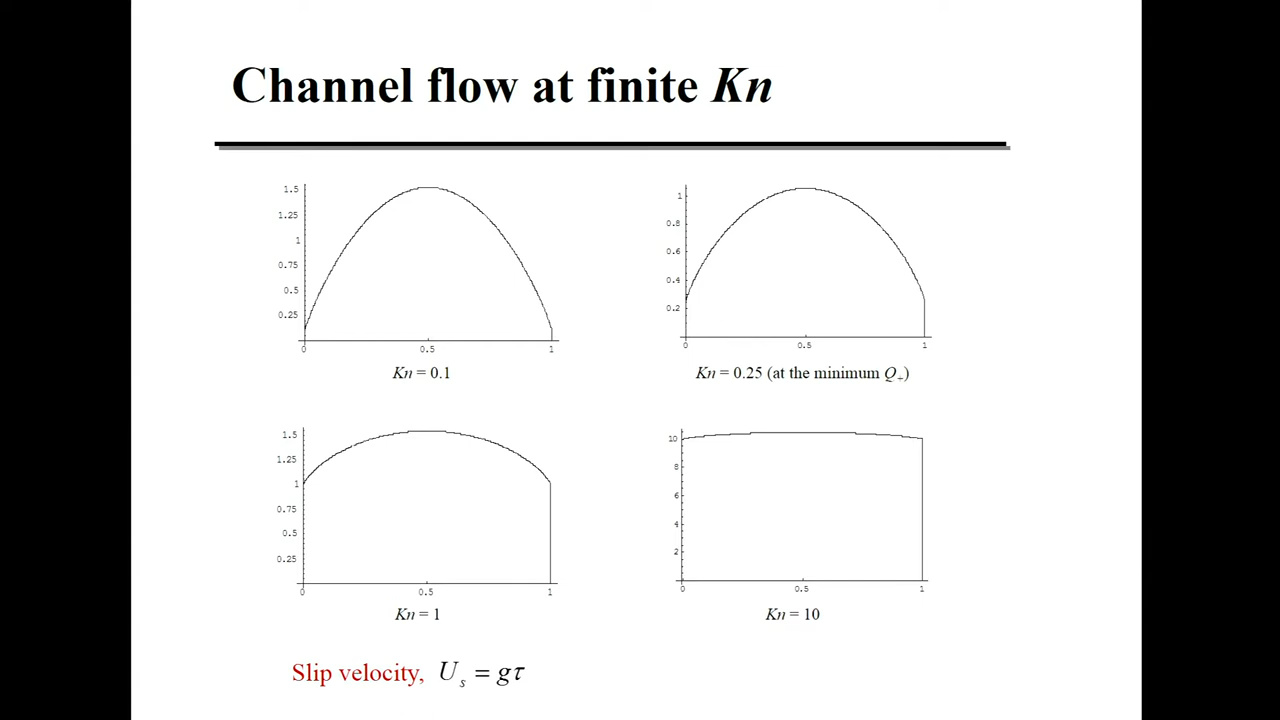 Channel flow at finite Kn
1.5
1.25
1
0.75
0.5
0.25
0 0.5 1
Kn = 0.1
1
0.8
0.6
0.4
0.2
0 0.5 1
Kn = 0.25 (at the minimum Q₊)
1.5
1.25
1
0.75
0.5
0.25
0 0.5 1
Kn = 1
10
8
6
4
2
0 0.5 1
Kn = 10
Slip velocity, Uₛ = gτ